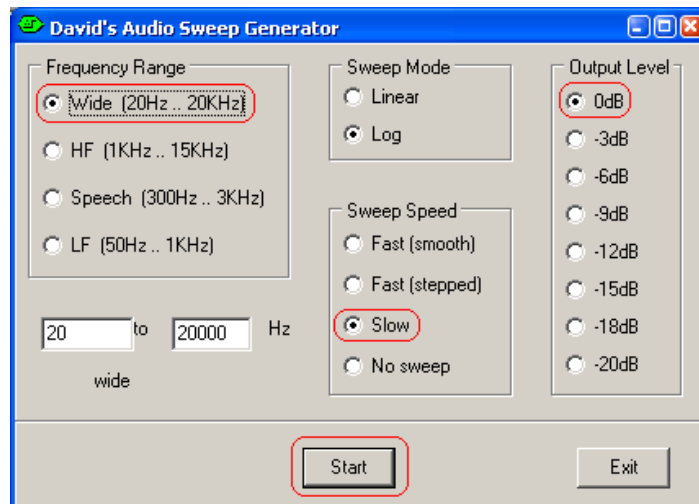 David's Audio Sweep Generator
Frequency Range
Wide (20Hz .. 20KHz)
HF (1KHz .. 15KHz)
Speech (300Hz .. 3KHz)
LF (50Hz .. 1KHz)
20 to 20000 Hz
wide
Sweep Mode
Linear
Log
Sweep Speed
Fast (smooth)
Fast (stepped)
Slow
No sweep
Output Level
0dB
-3dB
-6dB
-9dB
-12dB
-15dB
-18dB
-20dB
Start
Exit